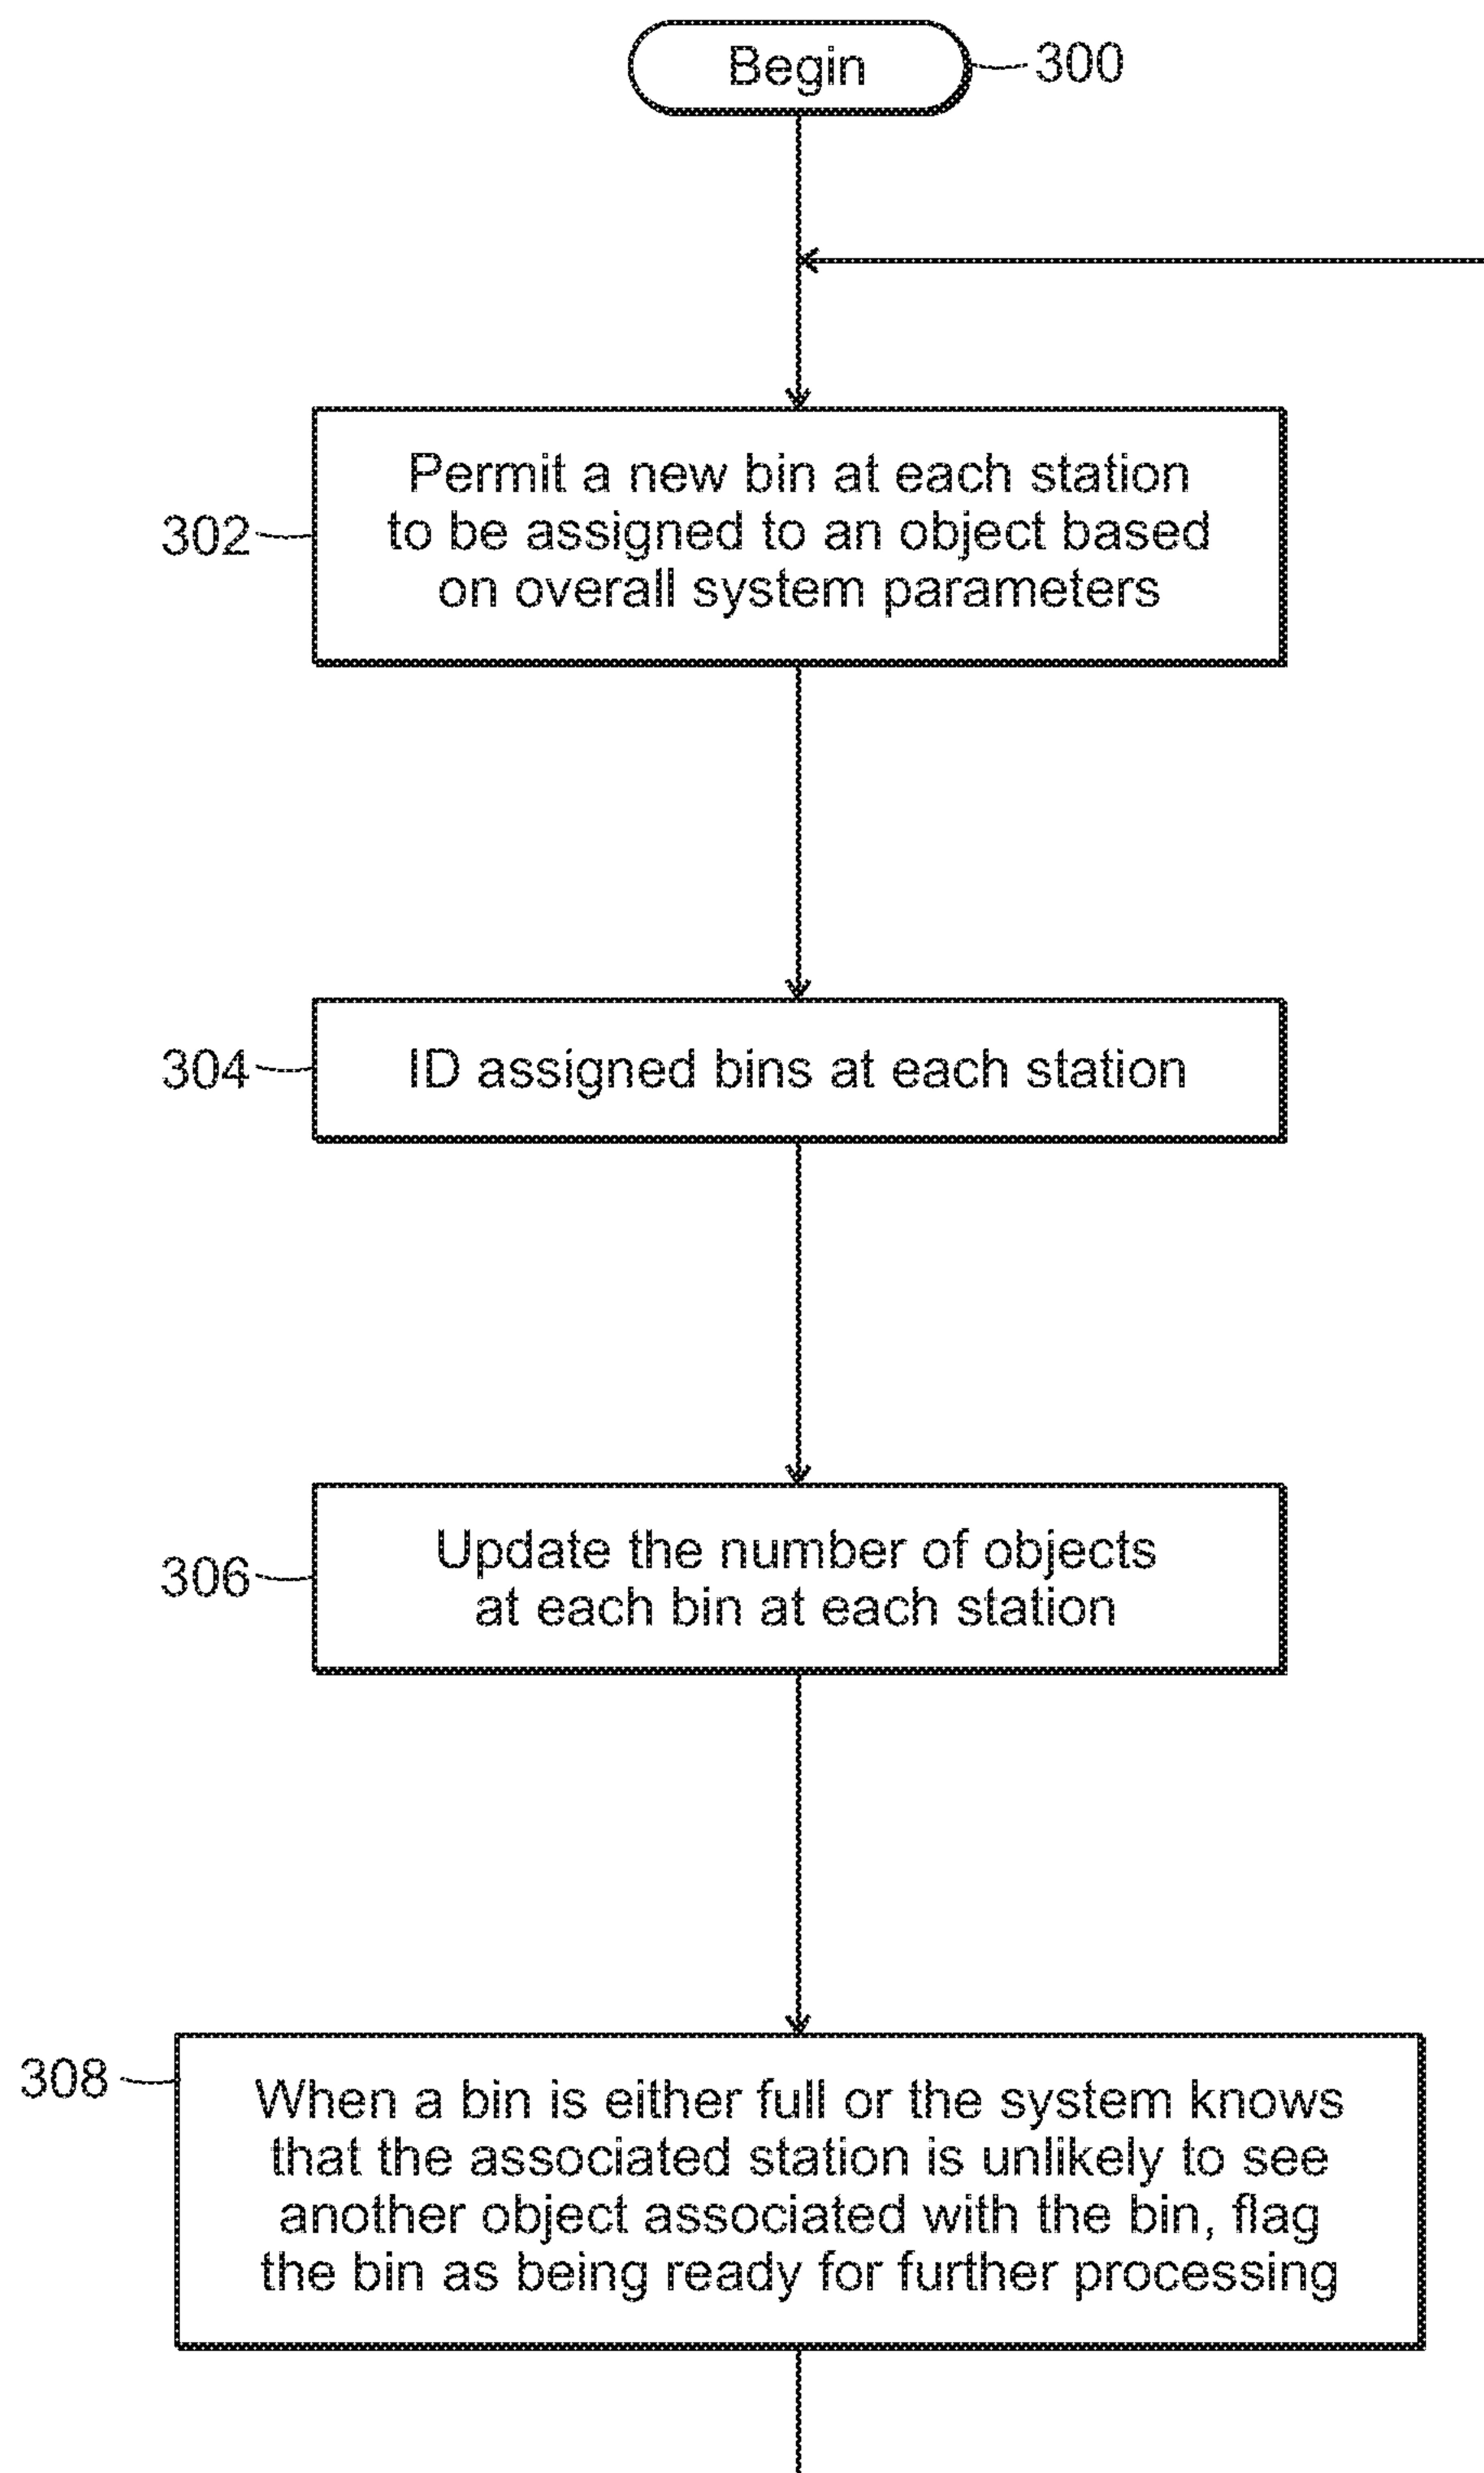 Begin
300
302
Permit a new bin at each station
to be assigned to an object based
on overall system parameters
304
ID assigned bins at each station
306
Update the number of objects
at each bin at each station
308
When a bin is either full or the system knows
that the associated station is unlikely to see
another object associated with the bin, flag
the bin as being ready for further processing